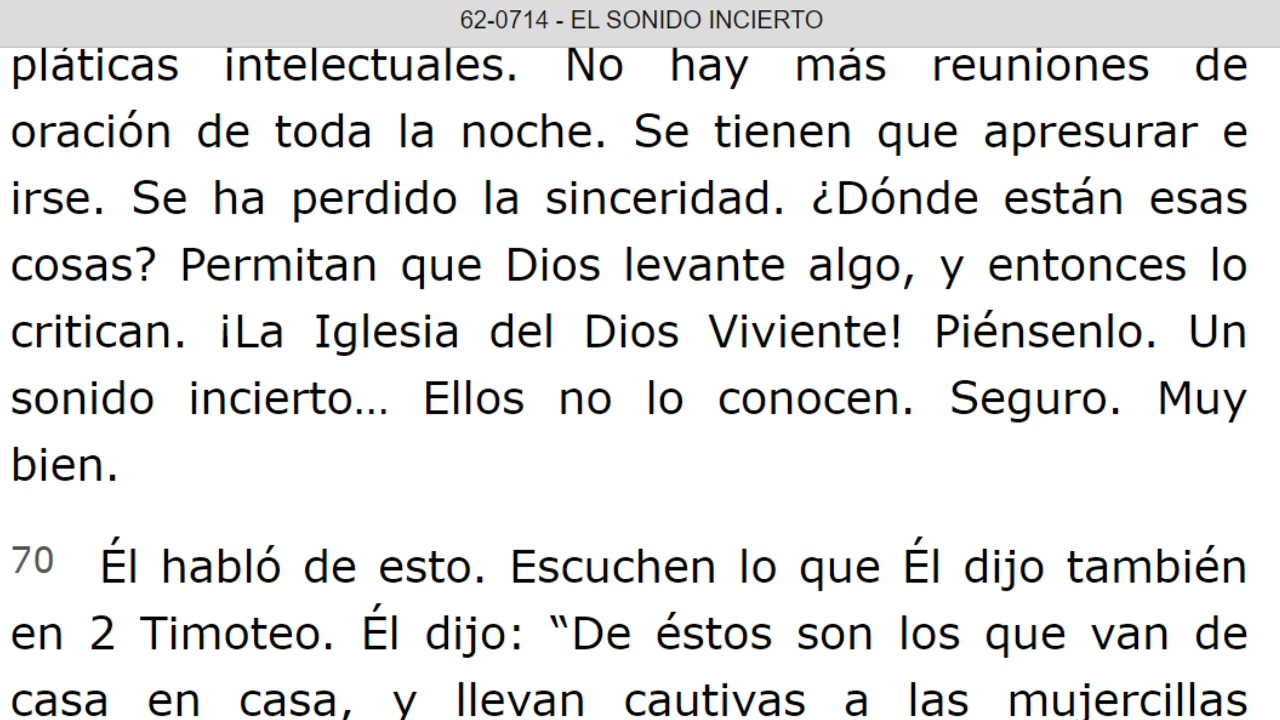 62-0714 - EL SONIDO INCIERTO
pláticas intelectuales. No hay más reuniones de
oración de toda la noche. Se tienen que apresurar e
irse. Se ha perdido la sinceridad. ¿Dónde están esas
cosas? Permitan que Dios levante algo, y entonces lo
critican. ¡La Iglesia del Dios Viviente! Piénsenlo. Un
sonido incierto… Ellos no lo conocen. Seguro. Muy
bien.
70 Él habló de esto. Escuchen lo que Él dijo también
en 2 Timoteo. Él dijo: “De éstos son los que van de
casa en casa, y llevan cautivas a las mujercillas